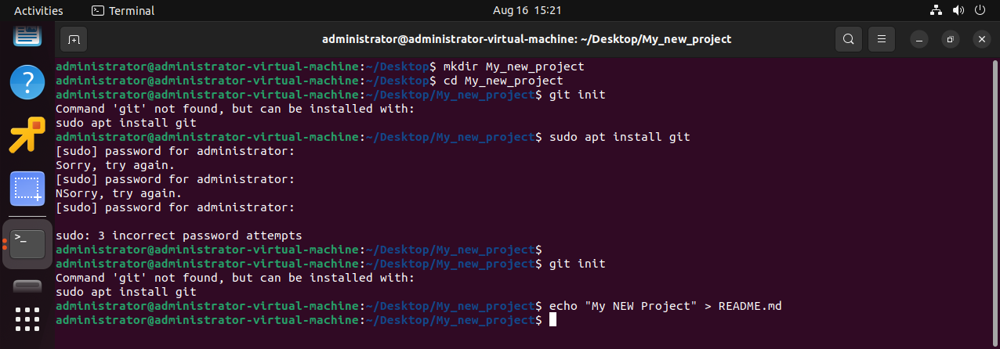 Activities Terminal Aug 16 15:21
administrator@administrator-virtual-machine: ~/Desktop/My_new_project
administrator@administrator-virtual-machine:~/Desktop$ mkdir My_new_project
administrator@administrator-virtual-machine:~/Desktop$ cd My_new_project
administrator@administrator-virtual-machine:~/Desktop/My_new_project$ git init
Command 'git' not found, but can be installed with:
sudo apt install git
administrator@administrator-virtual-machine:~/Desktop/My_new_project$ sudo apt install git
[sudo] password for administrator:
Sorry, try again.
[sudo] password for administrator:
NSorry, try again.
[sudo] password for administrator:
sudo: 3 incorrect password attempts
administrator@administrator-virtual-machine:~/Desktop/My_new_project$
administrator@administrator-virtual-machine:~/Desktop/My_new_project$ git init
Command 'git' not found, but can be installed with:
sudo apt install git
administrator@administrator-virtual-machine:~/Desktop/My_new_project$ echo "My NEW Project" > README.md
administrator@administrator-virtual-machine:~/Desktop/My_new_project$